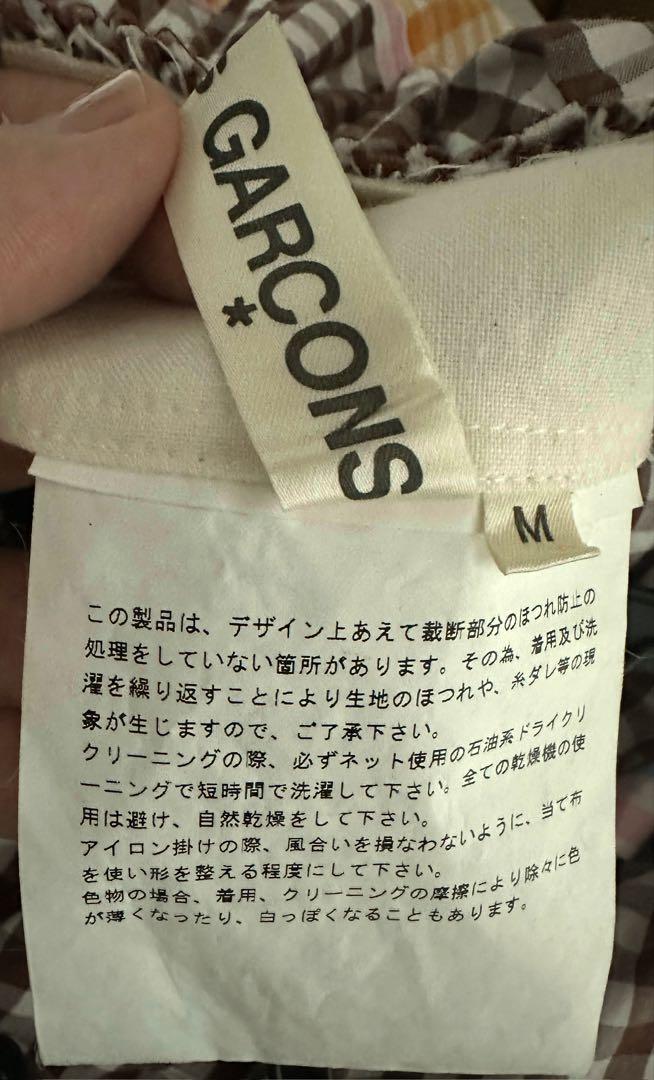 GARÇONS
*
M
この製品は、デザイン上あえて裁断部分のほつれ防止の
処理をしていない箇所があります。その為、着用及び洗
濯を繰り返すことにより生地のほつれや、糸ダレ等の現
象が生じますので、ご了承下さい。
クリーニングの際、必ずネット使用の石油系ドライクリ
ーニングで短時間で洗濯して下さい。全ての乾燥機の使
用は避け、自然乾燥をして下さい。
アイロン掛けの際、風合いを損なわないように、当て布
を使い形を整える程度にして下さい。
色物の場合、着用、クリーニングの摩擦により除々に色
が薄くなったり、白っぽくなることもあります。